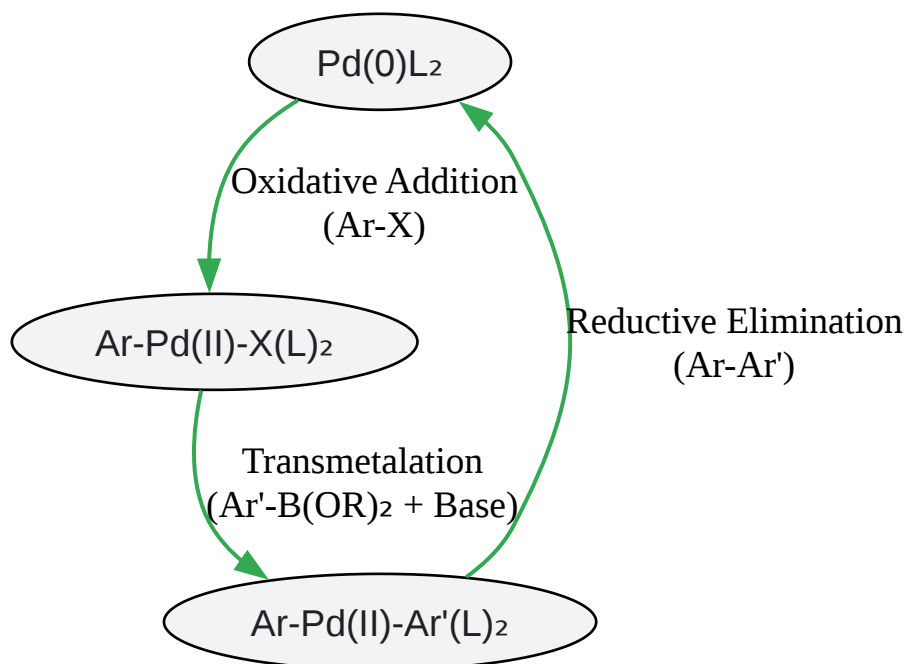 Pd(0)L₂
Oxidative Addition
(Ar-X)
Ar-Pd(II)-X(L)₂
Reductive Elimination
(Ar-Ar')
Transmetalation
(Ar'-B(OR)₂ + Base)
Ar-Pd(II)-Ar'(L)₂